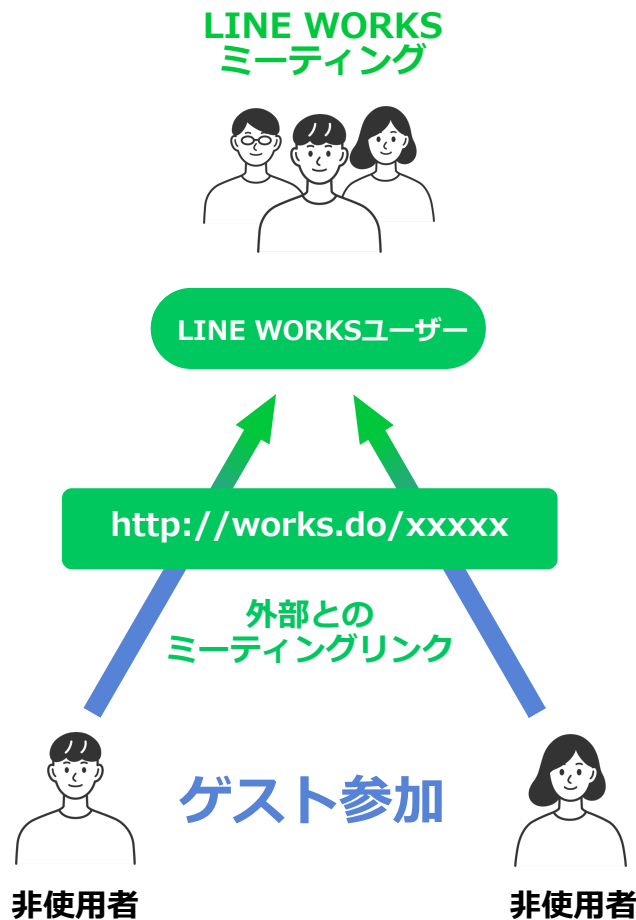 LINE WORKS
ミーティング
LINE WORKSユーザー
http://works.do/xxxxx
外部との
ミーティングリンク
ゲスト参加
非使用者
非使用者